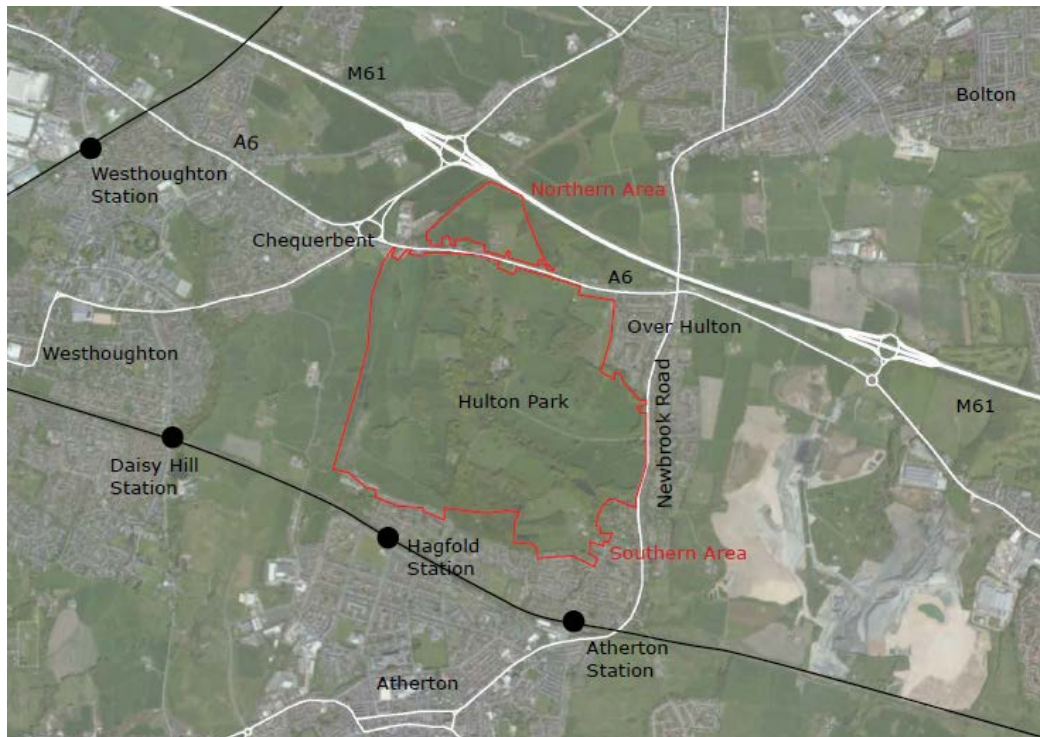 M61
Bolton
A6
Westhoughton
Station
Northern Area
Chequerbent
A6
Over Hulton
Westhoughton
Newbrook Road
Hulton Park
M61
Daisy Hill
Station
Hagfold
Station
Southern Area
Atherton
Station
Atherton